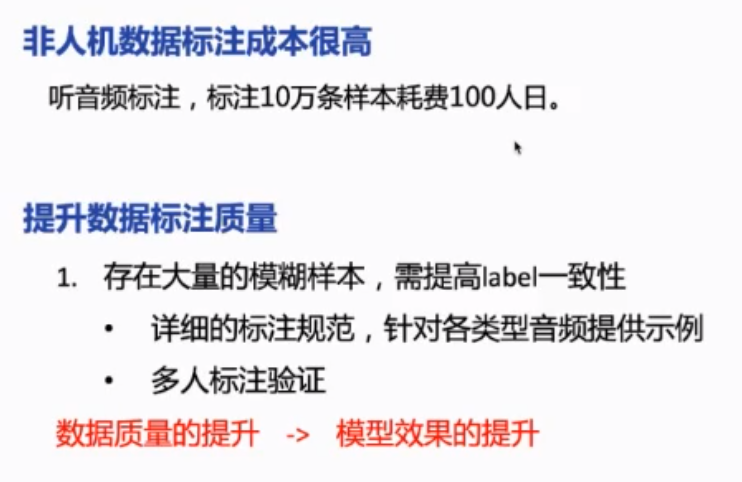 非人机数据标注成本很高
听音频标注，标注10万条样本耗费100人日。
提升数据标注质量
1. 存在大量的模糊样本，需提高label一致性
• 详细的标注规范，针对各类型音频提供示例
• 多人标注验证
数据质量的提升 -> 模型效果的提升